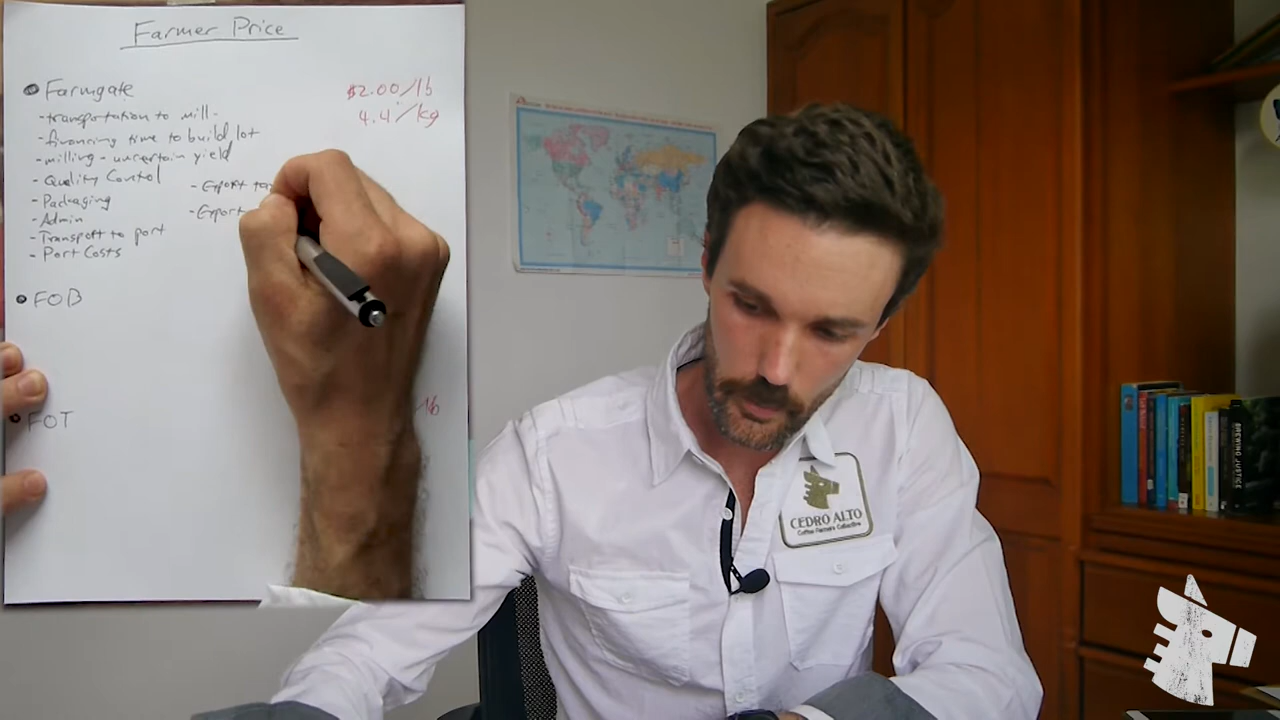 Farmer Price
Farmgate $2.00/lb
-transportation to mill- 4.4/kg
-financing time to build lot
-milling - uncertain yield
-Quality Control -Export
-Packaging -Export
-Admin
-Transport to port
-Port Costs
FOB
/lb
FOT
CEDRO ALTO
Coffee Farmers Collective
BREWING JUSTICE